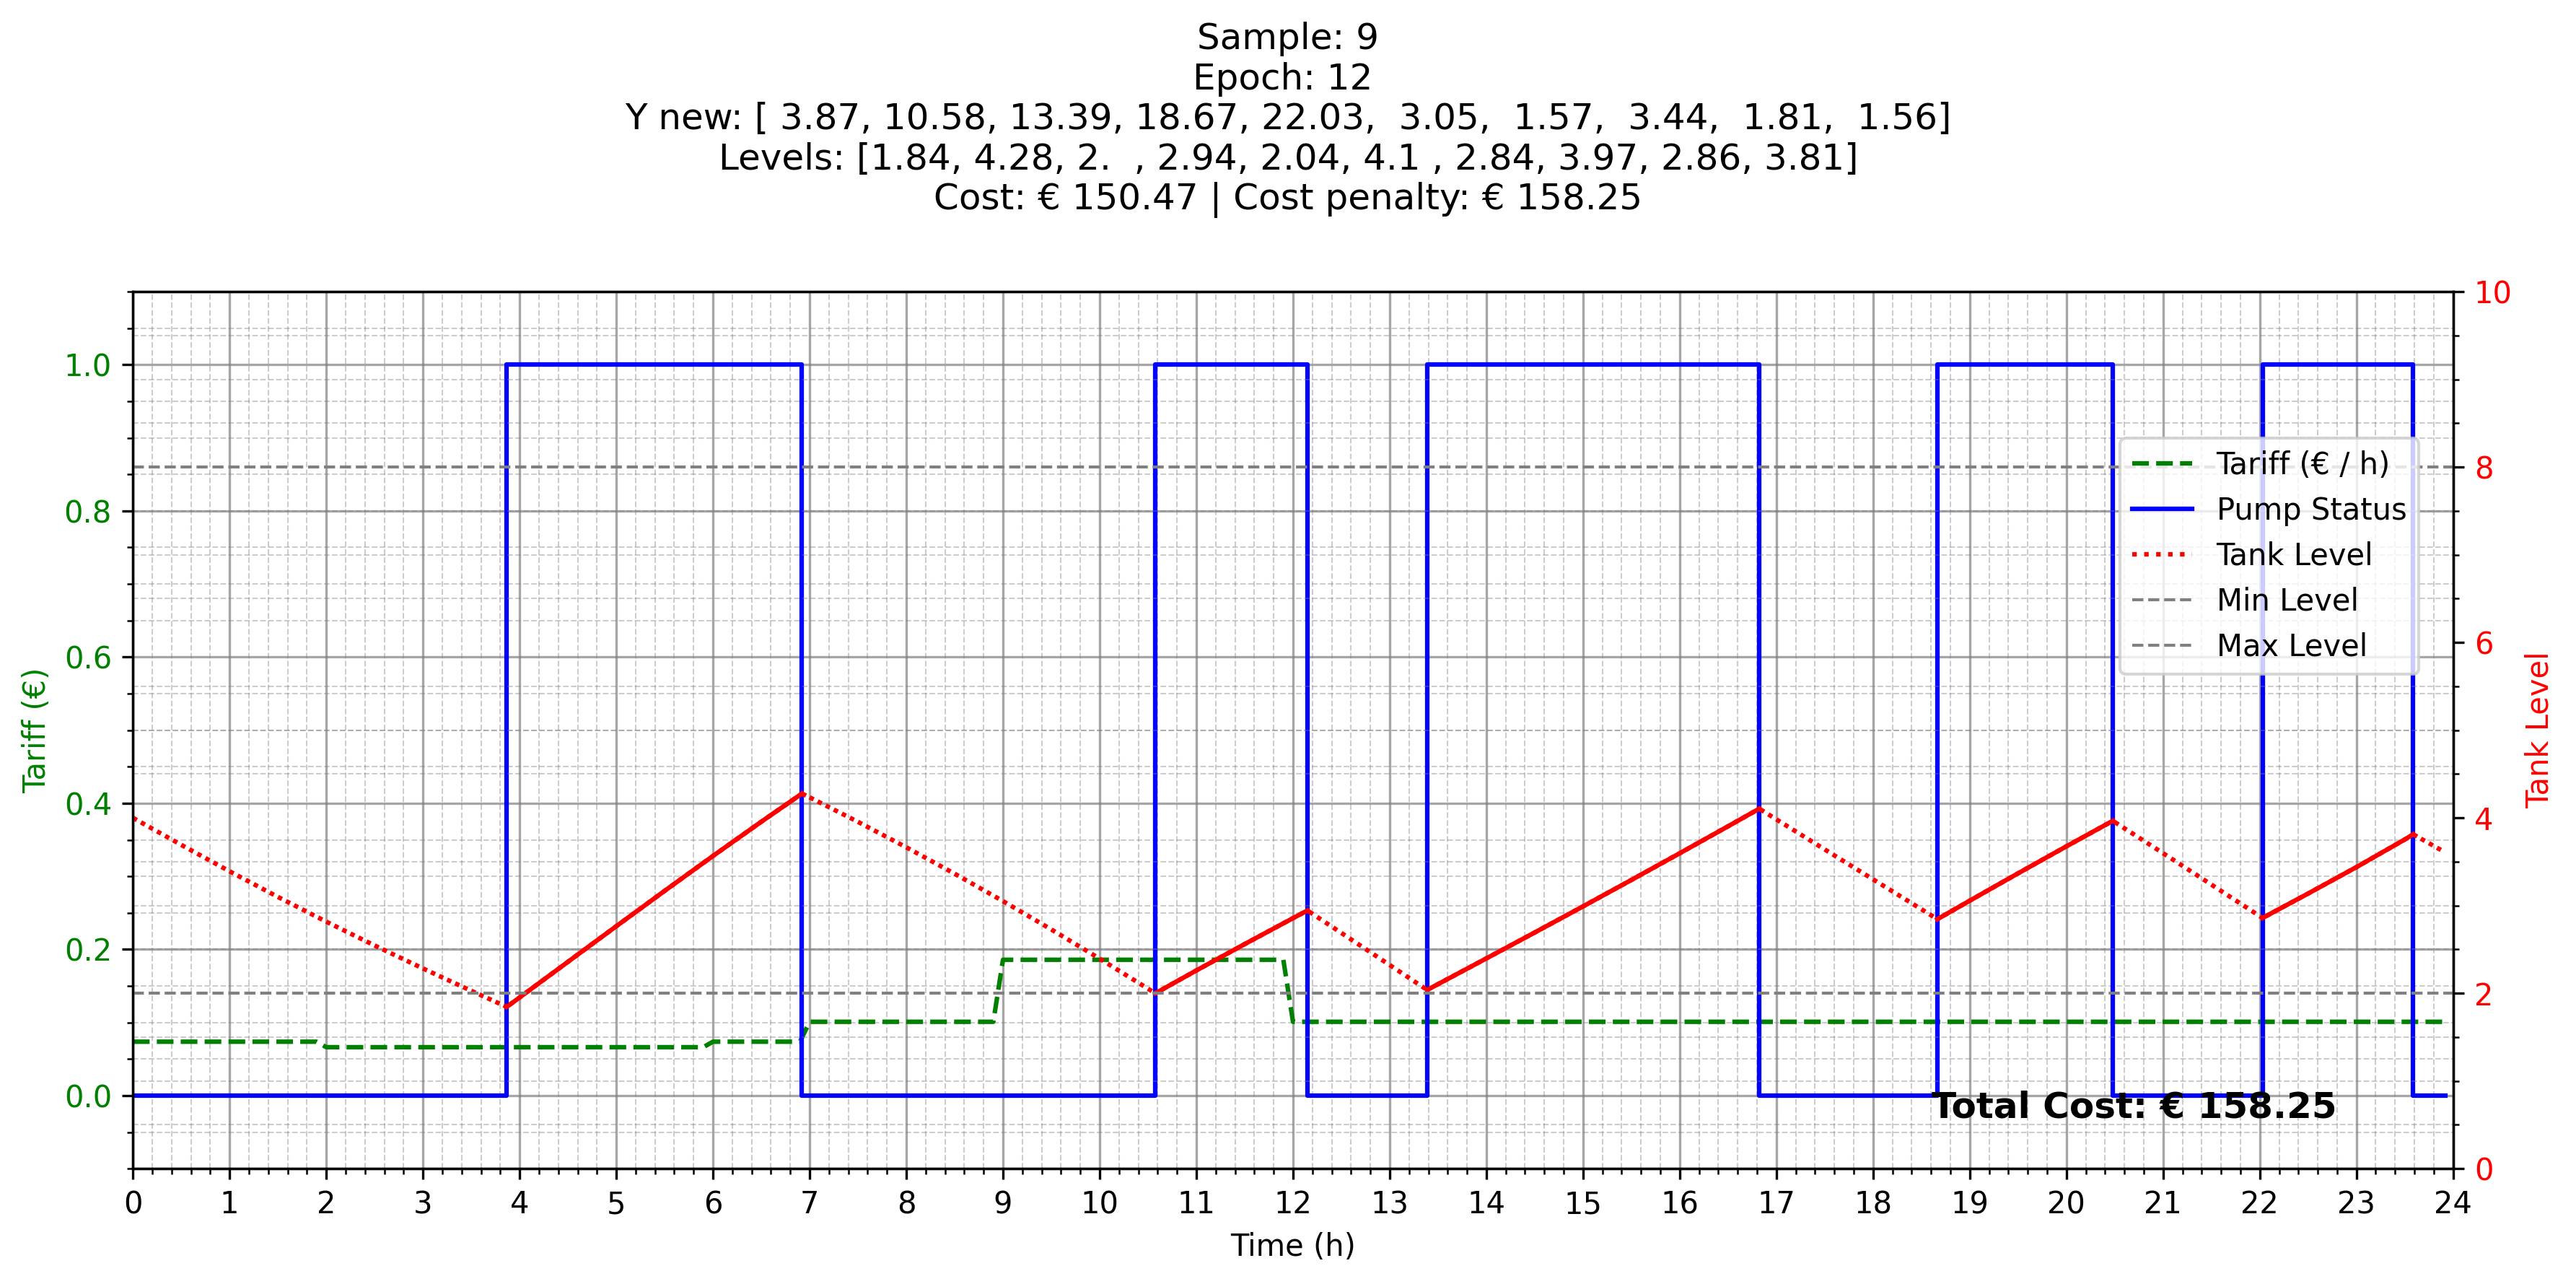 Sample: 9
Epoch: 12
Y new: [ 3.87, 10.58, 13.39, 18.67, 22.03,  3.05,  1.57,  3.44,  1.81,  1.56]
Levels: [1.84, 4.28, 2.  , 2.94, 2.04, 4.1 , 2.84, 3.97, 2.86, 3.81]
Cost: € 150.47 | Cost penalty: € 158.25
1.0
0.8
0.6
0.4
0.2
0.0
Tariff (€)
10
8
6
4
2
0
Tank Level
Tariff (€ / h)
Pump Status
Tank Level
Min Level
Max Level
Total Cost: € 158.25
0 1 2 3 4 5 6 7 8 9 10 11 12 13 14 15 16 17 18 19 20 21 22 23 24
Time (h)